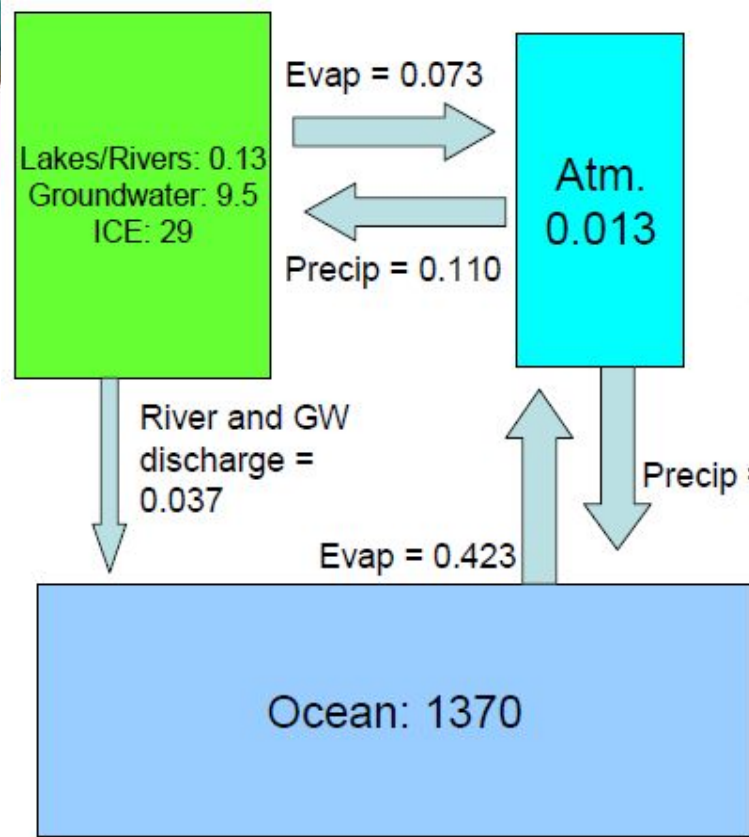 Evap = 0.073
Lakes/Rivers: 0.13
Groundwater: 9.5
ICE: 29
Atm.
0.013
Precip = 0.110
River and GW
discharge =
0.037
Precip =
Evap = 0.423
Ocean: 1370